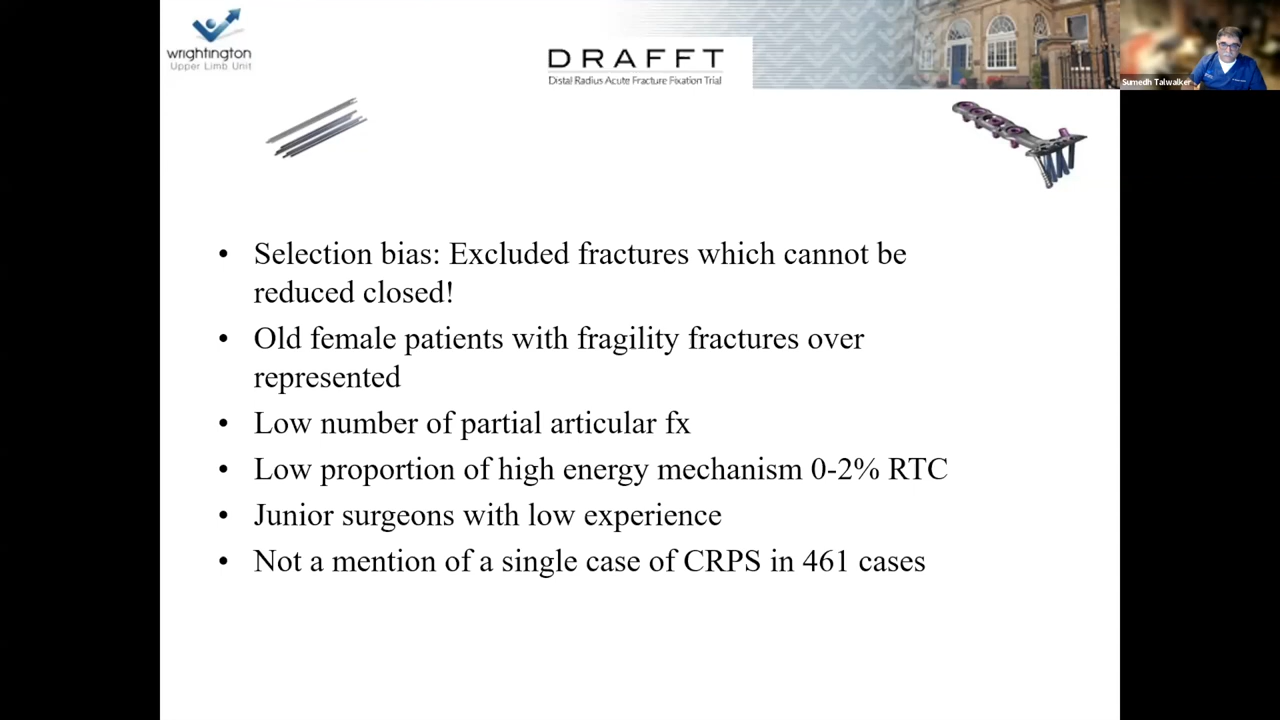 wrightington
Upper Limb Unit
DRAFFT
Distal Radius Acute Fracture Fixation Trial
Sumedh Talwalker
• Selection bias: Excluded fractures which cannot be
reduced closed!
• Old female patients with fragility fractures over
represented
• Low number of partial articular fx
• Low proportion of high energy mechanism 0-2% RTC
• Junior surgeons with low experience
• Not a mention of a single case of CRPS in 461 cases